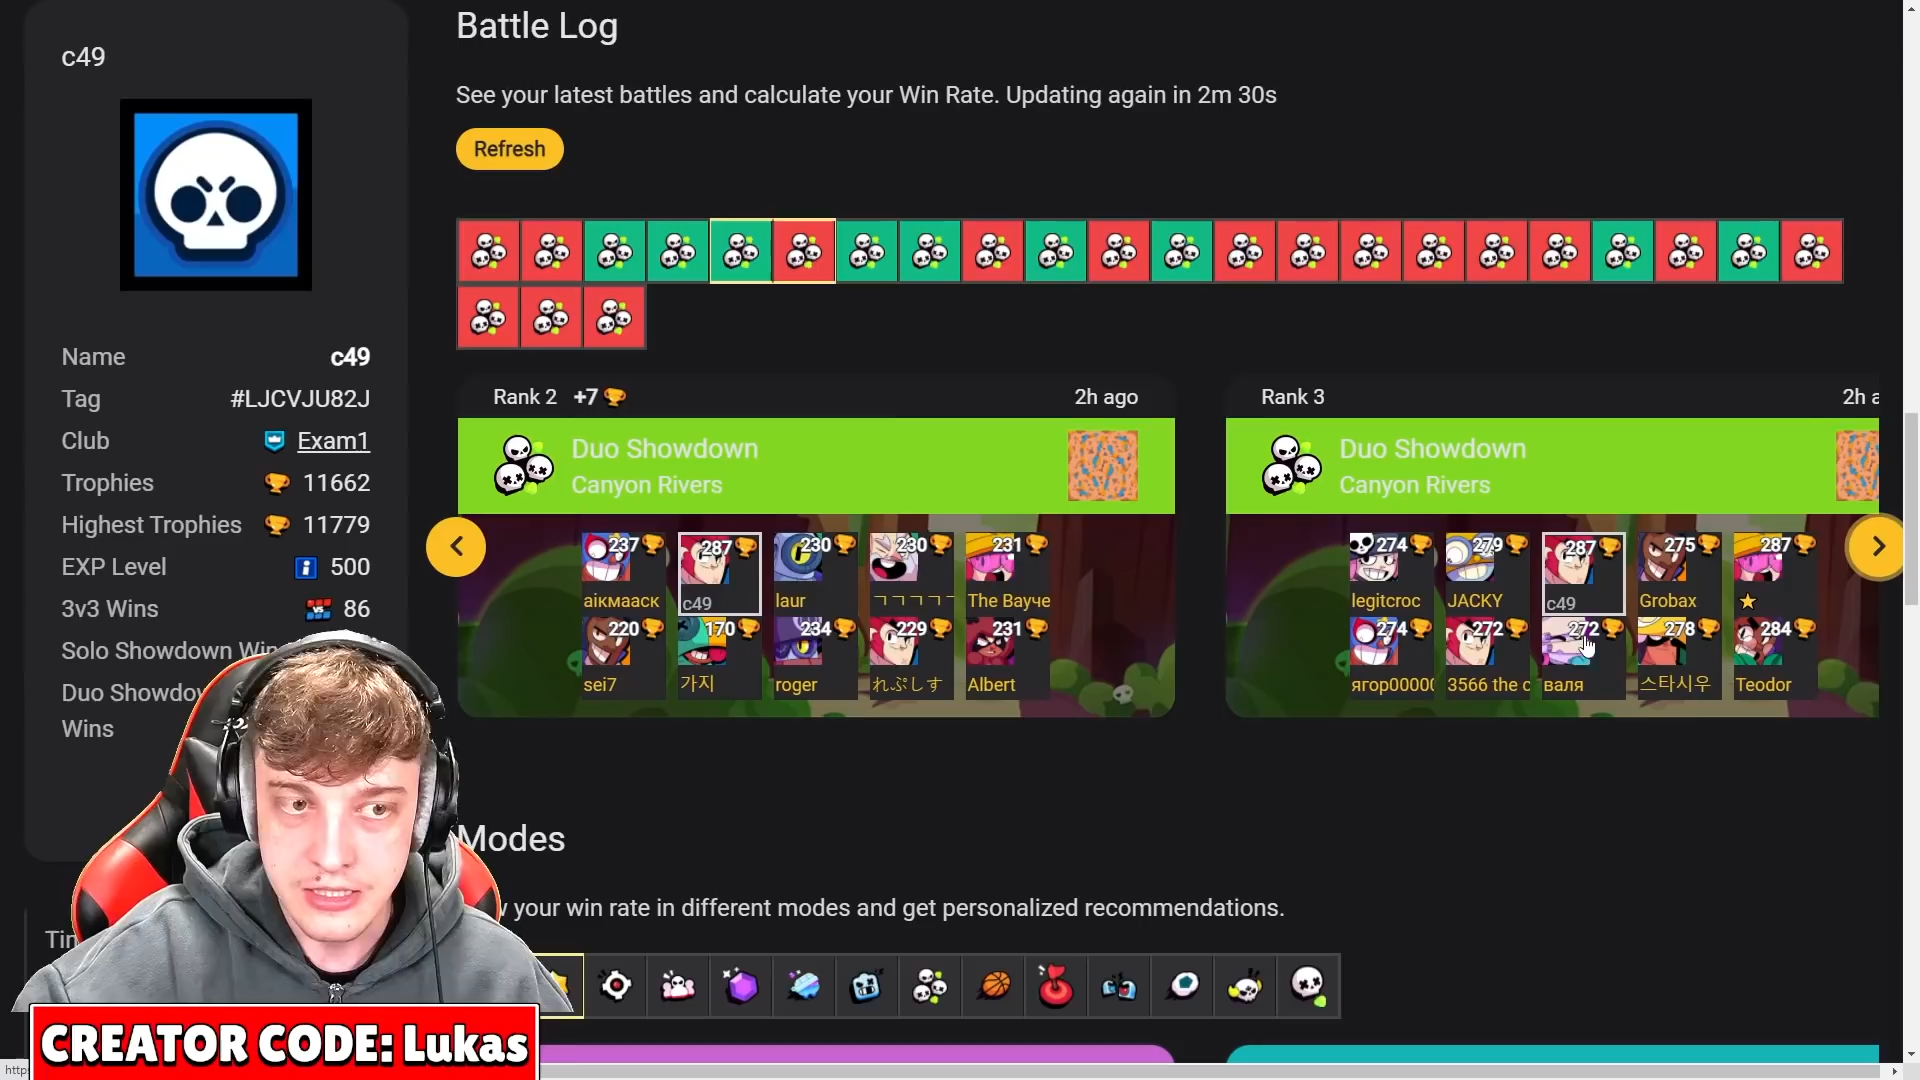 c49
Name c49
Tag #LJCVJU82J
Club Exam1
Trophies 11662
Highest Trophies 11779
EXP Level 500
3v3 Wins 86
Solo Showdown
Duo
Wins
Battle Log
See your latest battles and calculate your Win Rate. Updating again in 2m 30s
Refresh
Rank 2 +7 2h ago
Duo Showdown
Canyon Rivers
237 287 230 230 231
аікмааск c49 laur ㄱㄱㄱㄱ The Вауче
220 170 234 229 231
sei7 가지 roger れぷしす Albert
Rank 3 2h a
Duo Showdown
Canyon Rivers
274 279 287 275 287
legitcroc JACKY c49 Grobax ★
274 272 272 278 284
ягор00000 3566 the c валя 스타시우 Teodor
Modes
your win rate in different modes and get personalized recommendations.
CREATOR CODE: Lukas